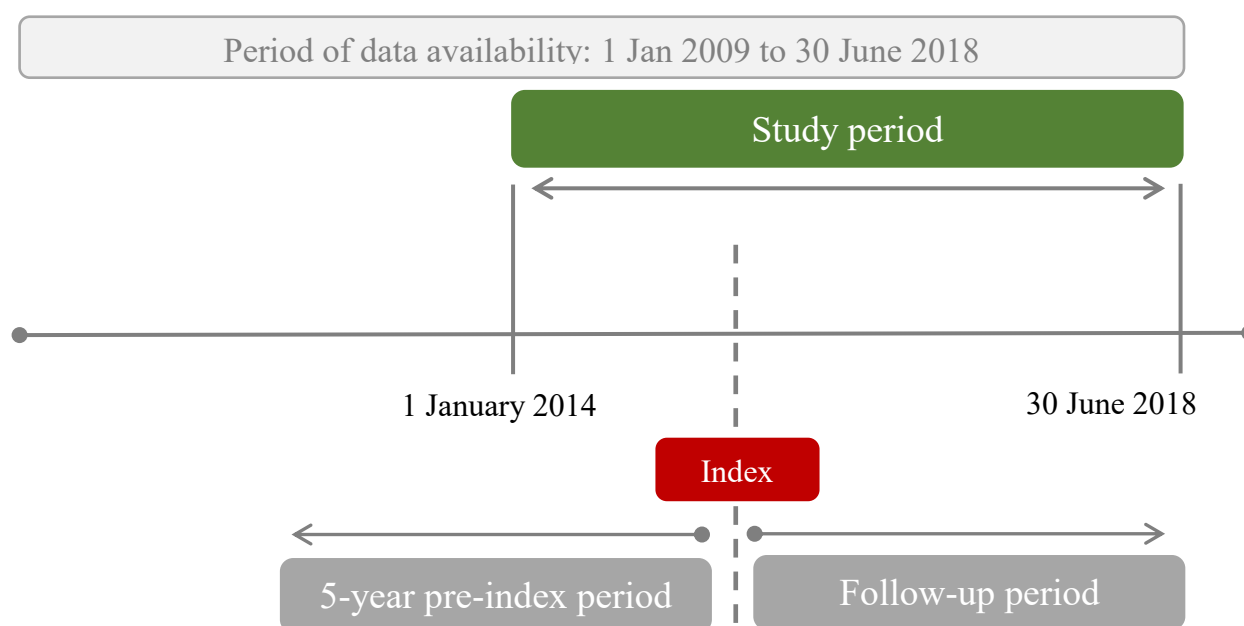 Period of data availability: 1 Jan 2009 to 30 June 2018
Study period
1 January 2014
30 June 2018
Index
5-year pre-index period
Follow-up period